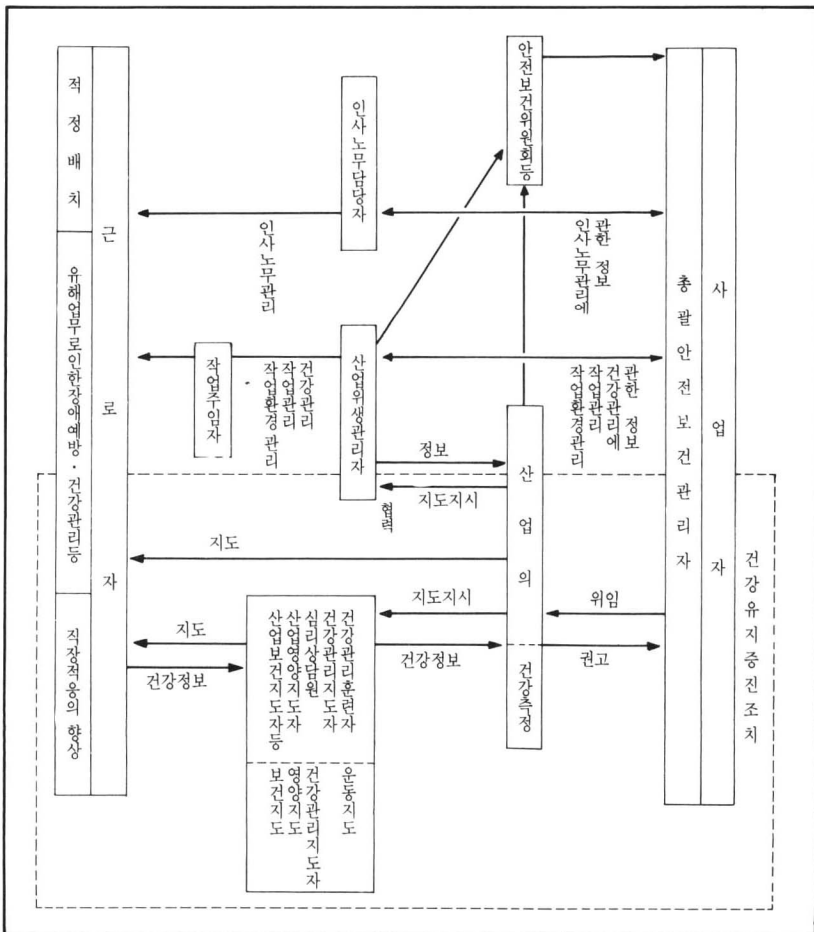 적정배치
유해업무로인한장애예방·건강관리등
직장적응의 향상
근로자
인사노무담당자
인사노무관리
안전보건위원회등
인사노무관리에
관한 정보
작업주임자
건강관리
작업관리
작업환경 관리
산업위생관리자
관한 정보
건강관리에
작업관리
작업환경관리
정보
지도지시
협력
산업의
건강측정
지도
지도지시
위임
지도
건강정보
건강정보
권고
건강관리훈련자
건강관리지도자
심리상담원
산업영양지도자
산업보건지도자등
운동지도
건강관리지도자
영양지도
보건지도
총괄안전보건관리자
사업자
건강유지증진조치